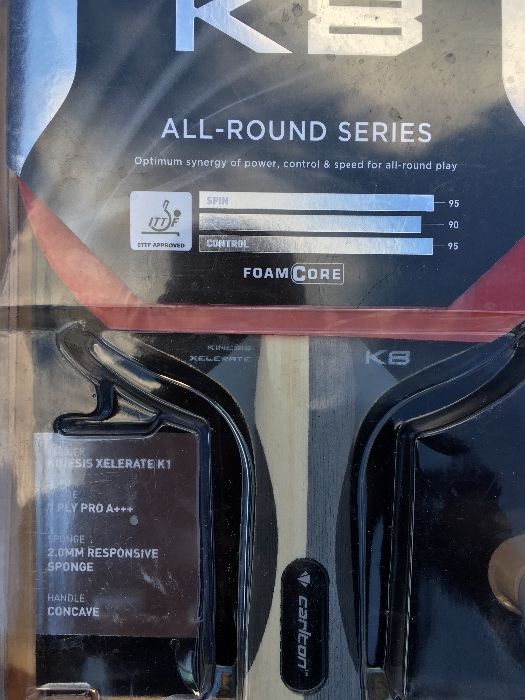 K8
ALL-ROUND SERIES
Optimum synergy of power, control & speed for all-round play
ITTF
ITTF APPROVED
SPIN 95
90
CONTROL 95
FOAMCORE
KINESIS
XELERATE
K8
KINESIS XELERATE K1
7 PLY PRO A+++
SPONGE
2.0MM RESPONSIVE
SPONGE
HANDLE
CONCAVE
carlton